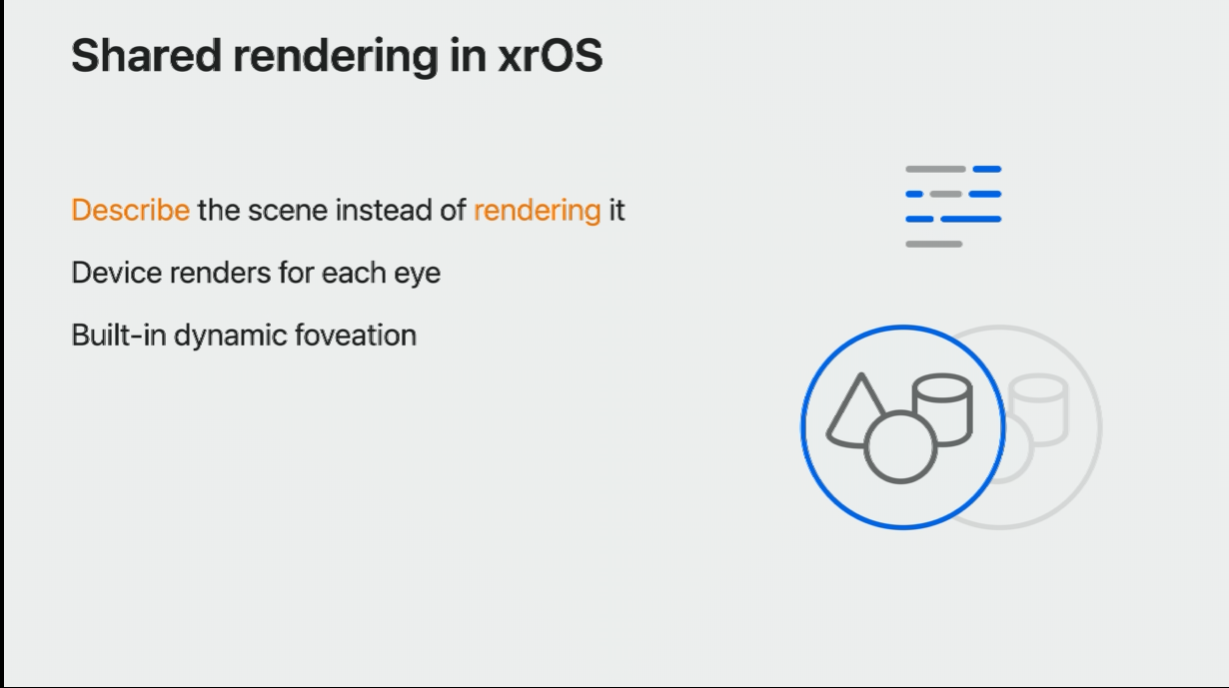 Shared rendering in xrOS
Describe the scene instead of rendering it
Device renders for each eye
Built-in dynamic foveation